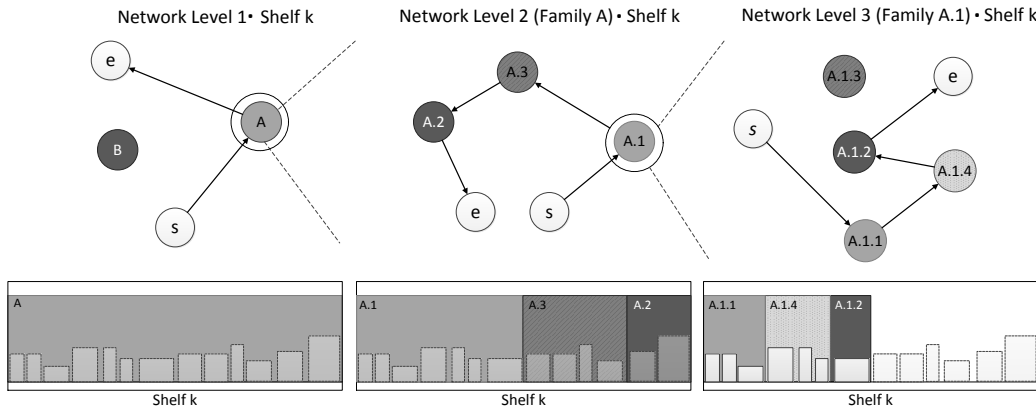 Network Level 1• Shelf k
e
A
B
s
Network Level 2 (Family A) • Shelf k
A.3
A.2
A.1
e
s
Network Level 3 (Family A.1) • Shelf k
A.1.3
e
s
A.1.2
A.1.4
A.1.1
A
Shelf k
A.1
A.3
A.2
Shelf k
A.1.1
A.1.4
A.1.2
Shelf k